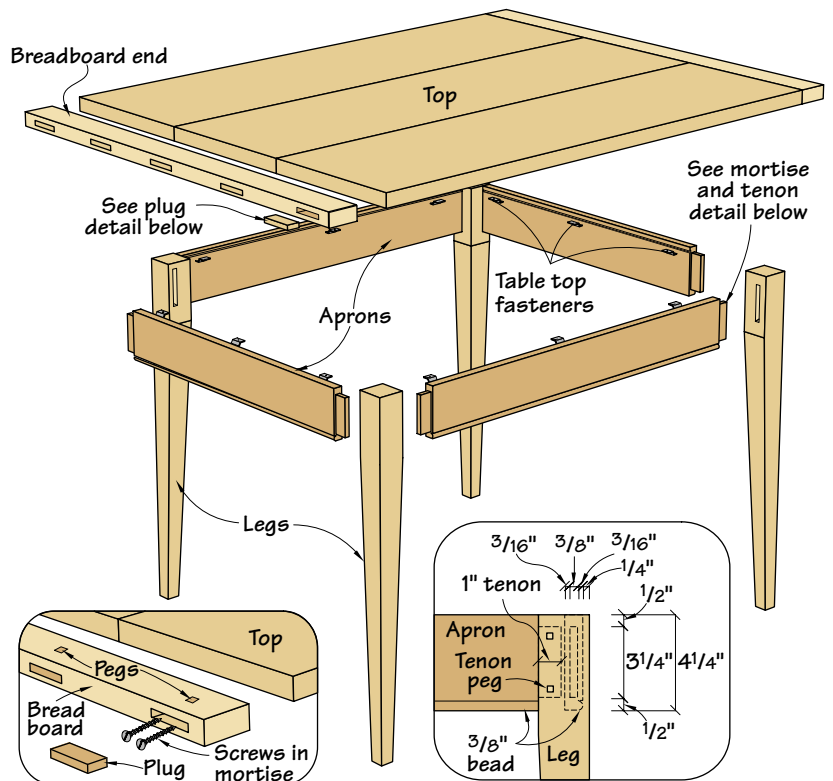 Breadboard end
Top
See plug
detail below
See mortise
and tenon
detail below
Table top
fasteners
Aprons
Legs
Top
Pegs
Bread
board
Screws in
mortise
Plug
3/16"
3/8"
3/16"
1/4"
1" tenon
1/2"
Apron
Tenon
peg
3 1/4"
4 1/4"
1/2"
3/8"
bead
Leg